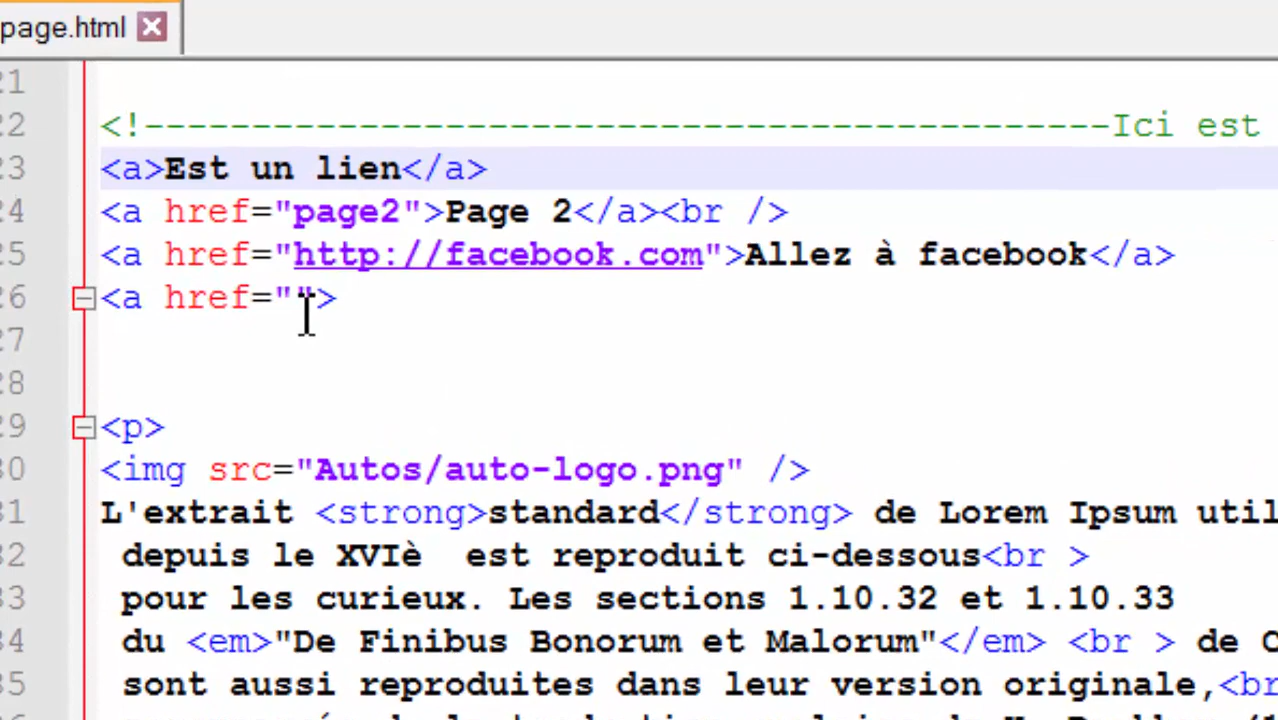 page.html
21
22 <!---------------------------------------------Ici est
23 <a>Est un lien</a>
24 <a href="page2">Page 2</a><br />
25 <a href="http://facebook.com">Allez à facebook</a>
26 <a href="">
27
28
29 <p>
30 <img src="Autos/auto-logo.png" />
31 L'extrait <strong>standard</strong> de Lorem Ipsum util
32 depuis le XVIè  est reproduit ci-dessous<br >
33 pour les curieux. Les sections 1.10.32 et 1.10.33
34 du <em>"De Finibus Bonorum et Malorum"</em> <br > de C
35 sont aussi reproduites dans leur version originale,<br